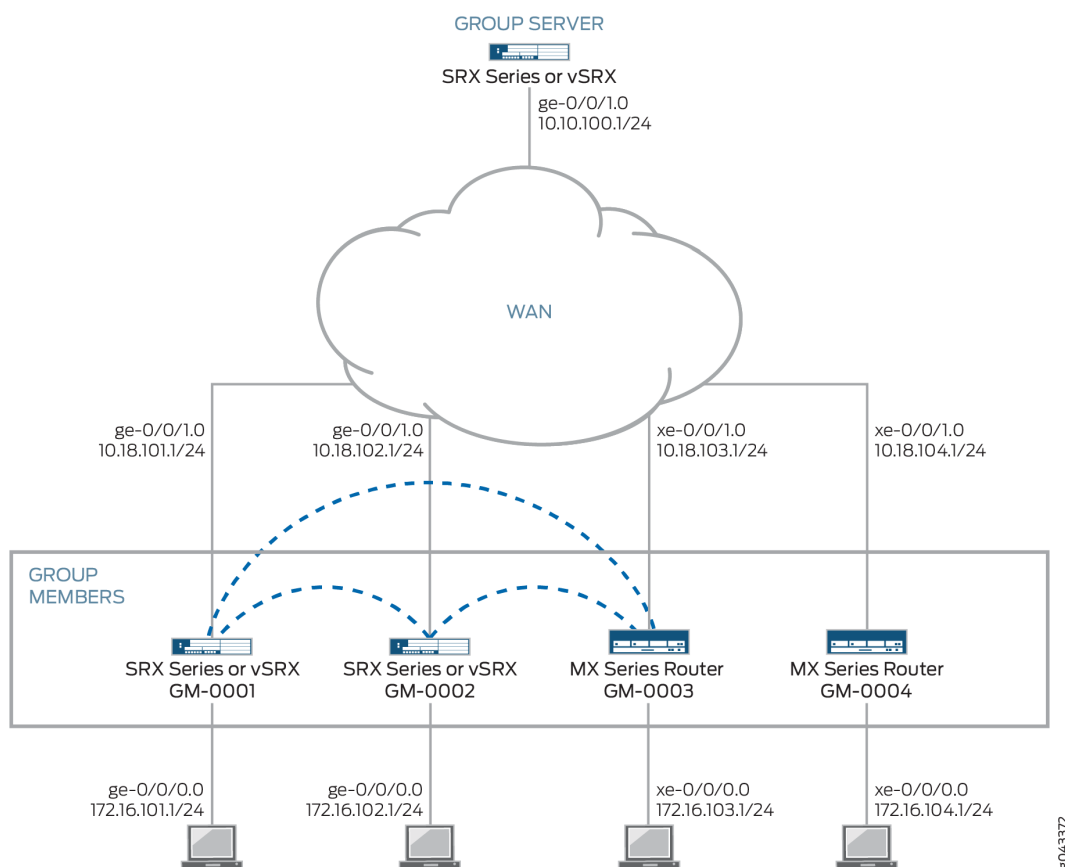 GROUP SERVER
SRX Series or vSRX
ge-0/0/1.0
10.10.100.1/24
WAN
ge-0/0/1.0
10.18.101.1/24
ge-0/0/1.0
10.18.102.1/24
xe-0/0/1.0
10.18.103.1/24
xe-0/0/1.0
10.18.104.1/24
GROUP
MEMBERS
SRX Series or vSRX
GM-0001
SRX Series or vSRX
GM-0002
MX Series Router
GM-0003
MX Series Router
GM-0004
ge-0/0/0.0
172.16.101.1/24
ge-0/0/0.0
172.16.102.1/24
xe-0/0/0.0
172.16.103.1/24
xe-0/0/0.0
172.16.104.1/24
g043372